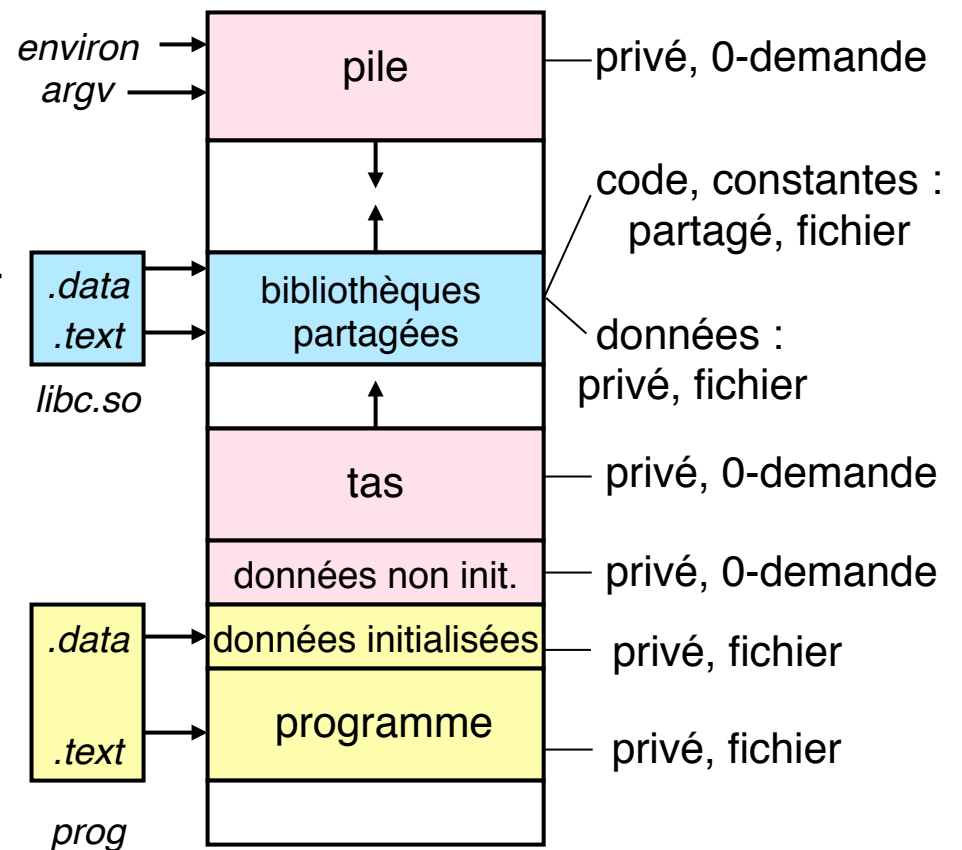 environ
argv
pile
privé, 0-demande
code, constantes :
partagé, fichier
.data
.text
libc.so
bibliothèques
partagées
données :
privé, fichier
tas
privé, 0-demande
données non init.
privé, 0-demande
.data
données initialisées
privé, fichier
.text
programme
privé, fichier
prog